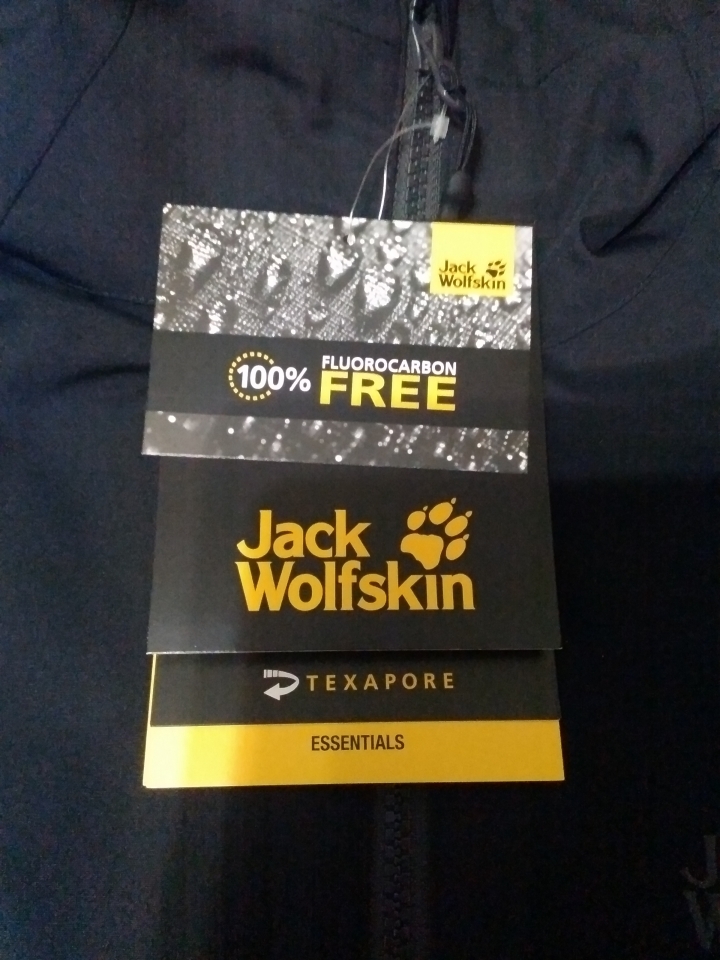 Jack
Wolfskin
100% FLUOROCARBON
FREE
Jack
Wolfskin
TEXAPORE
ESSENTIALS
J
W